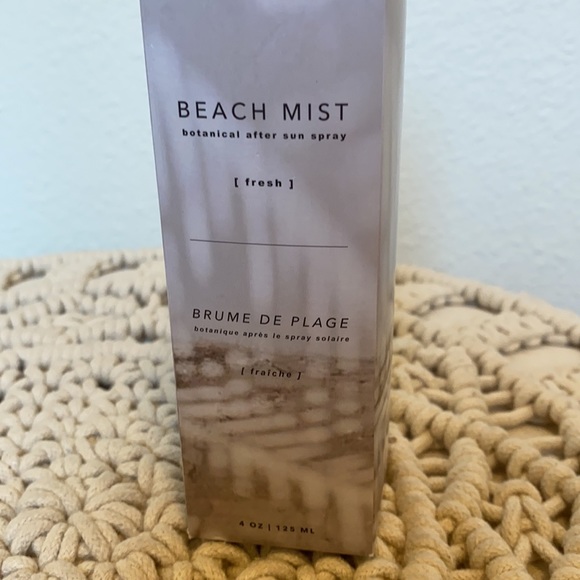 BEACH MIST
botanical after sun spray
[ fresh ]
BRUME DE PLAGE
botanique après le spray solaire
[ fraîche ]
4 OZ | 125 ML